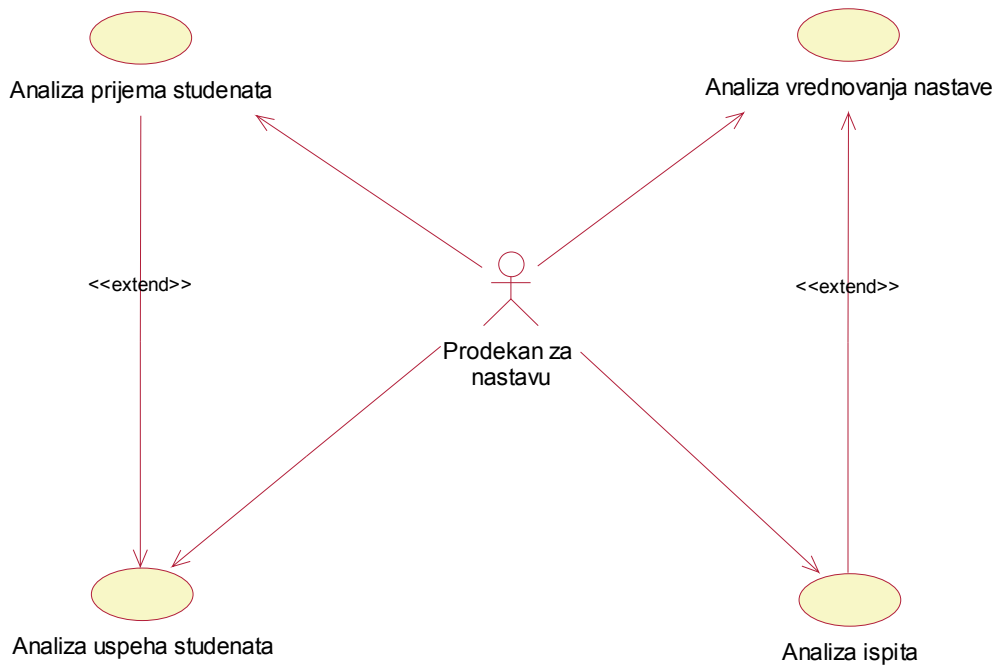 Analiza prijema studenata
Analiza vrednovanja nastave
<<extend>>
<<extend>>
Prodekan za
nastavu
Analiza uspeha studenata
Analiza ispita